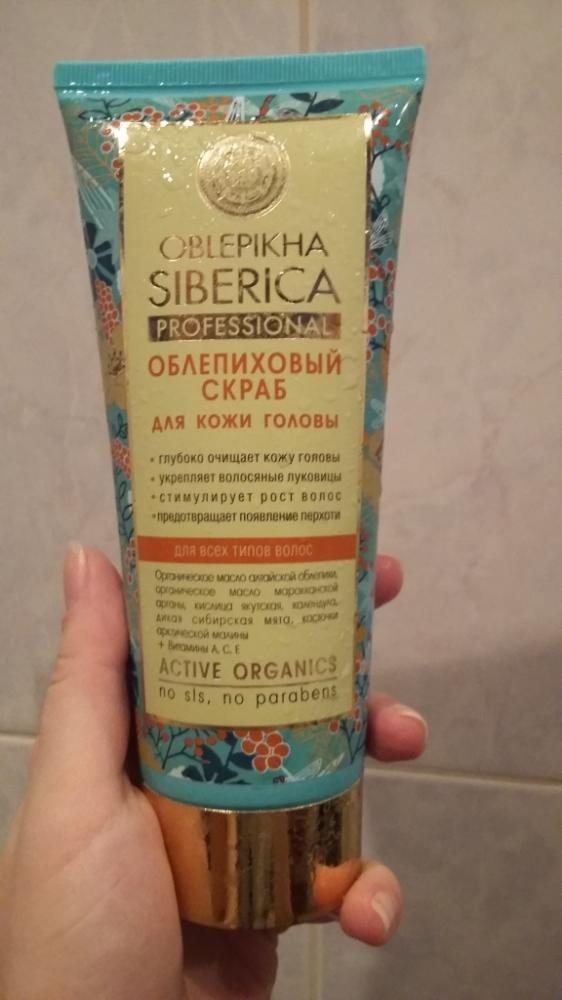 OBLEPIKHA
SIBERICA
PROFESSIONAL
ОБЛЕПИХОВЫЙ
СКРАБ
ДЛЯ КОЖИ ГОЛОВЫ
• глубоко очищает кожу головы
• укрепляет волосяные луковицы
• стимулирует рост волос
• предотвращает появление перхоти
ДЛЯ ВСЕХ ТИПОВ ВОЛОС
Органическое масло алтайской облепихи,
органическое масло марокканской
арганы, кислица якутская, календула,
дикая сибирская мята, косточки
арктической малины
+ Витамины А, С, Е
ACTIVE ORGANICS
no sls, no parabens